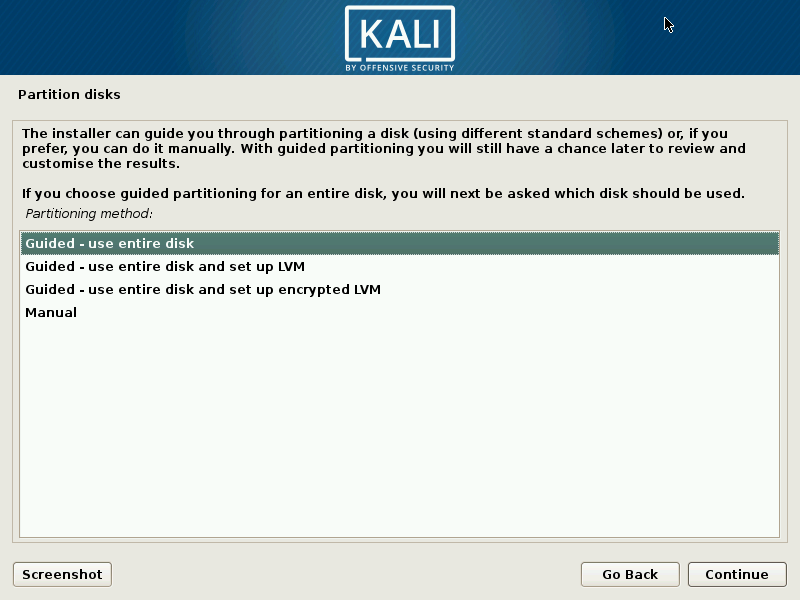 KALI
BY OFFENSIVE SECURITY
Partition disks
The installer can guide you through partitioning a disk (using different standard schemes) or, if you
prefer, you can do it manually. With guided partitioning you will still have a chance later to review and
customise the results.
If you choose guided partitioning for an entire disk, you will next be asked which disk should be used.
Partitioning method:
Guided - use entire disk
Guided - use entire disk and set up LVM
Guided - use entire disk and set up encrypted LVM
Manual
Screenshot
Go Back
Continue